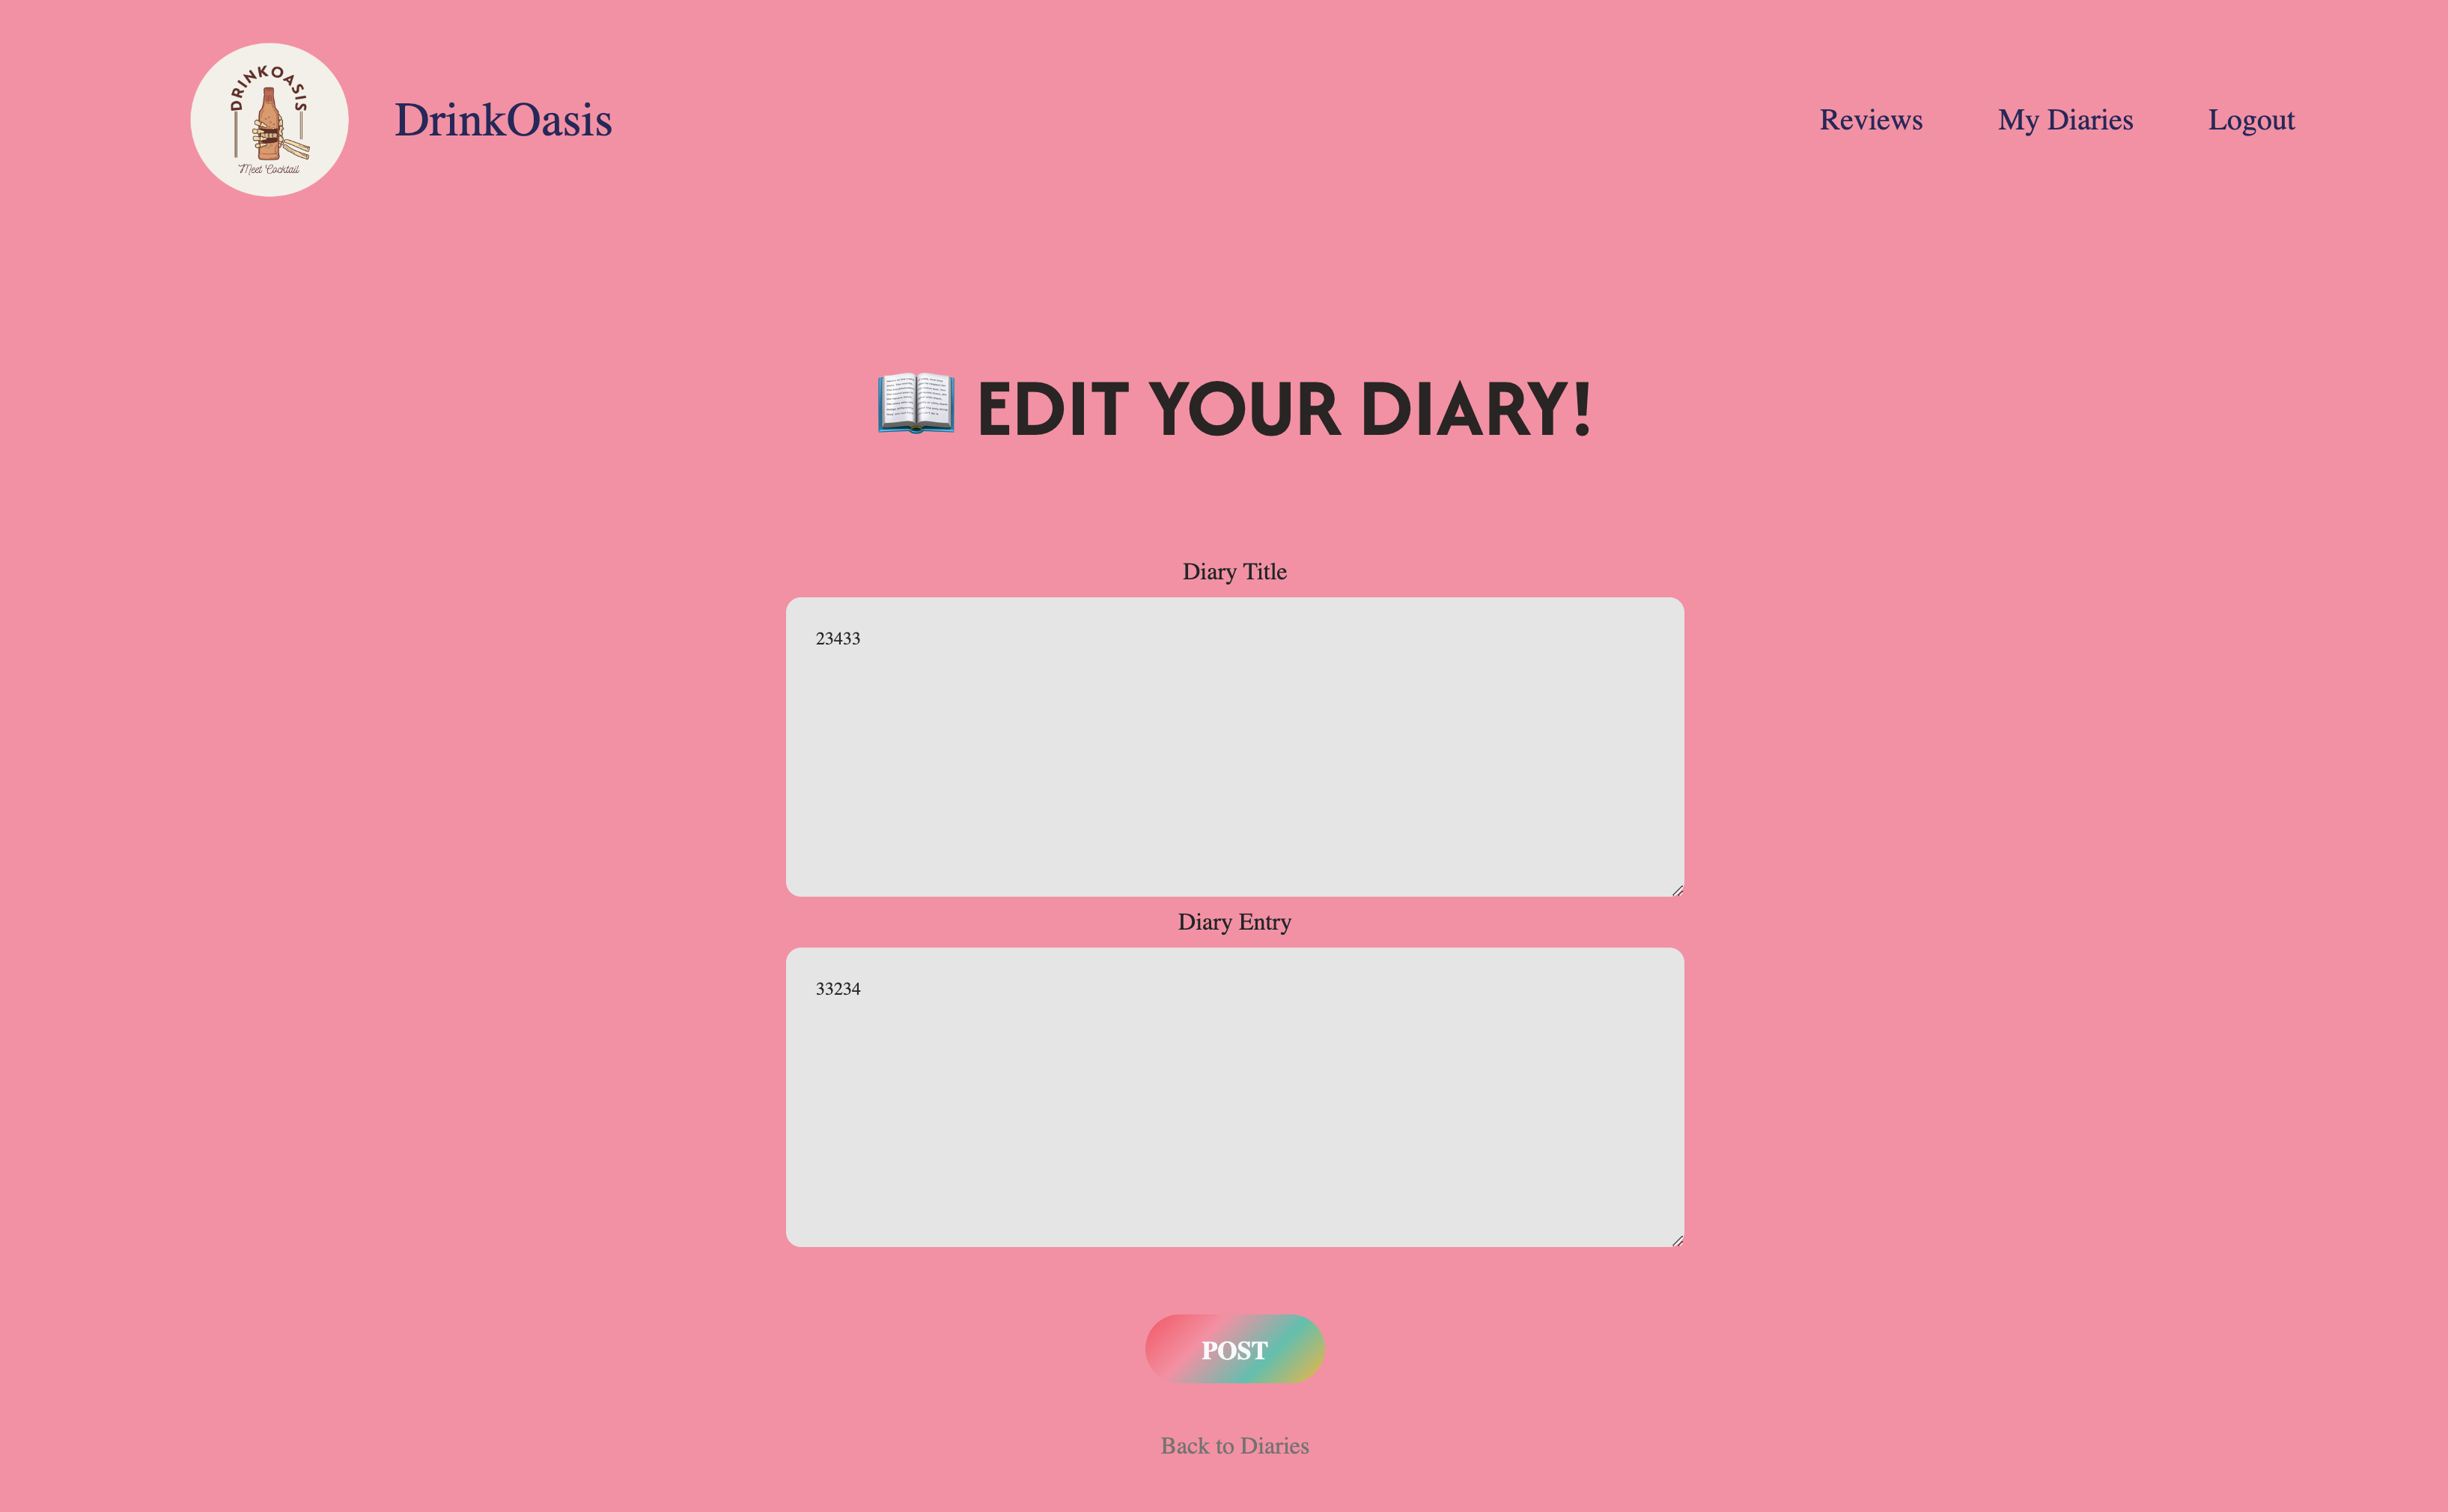 DRINKOASIS
Meet Cocktail
DrinkOasis
Reviews
My Diaries
Logout
📖 EDIT YOUR DIARY!
Diary Title
23433
Diary Entry
33234
POST
Back to Diaries